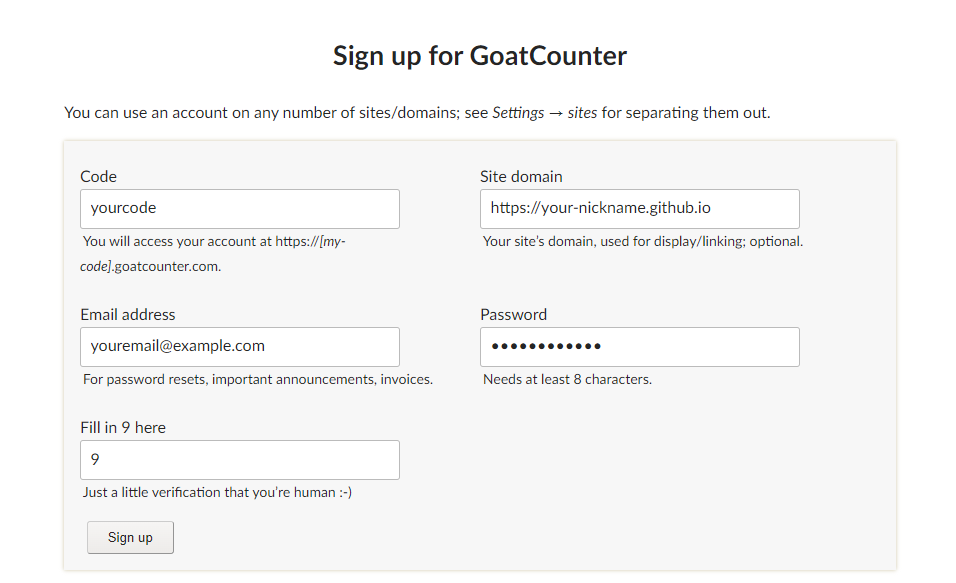 Sign up for GoatCounter
You can use an account on any number of sites/domains; see Settings → sites for separating them out.
Code
yourcode
You will access your account at https://[my-
code].goatcounter.com.
Site domain
https://your-nickname.github.io
Your site's domain, used for display/linking; optional.
Email address
youremail@example.com
For password resets, important announcements, invoices.
Password
••••••••••••
Needs at least 8 characters.
Fill in 9 here
9
Just a little verification that you're human :-)
Sign up